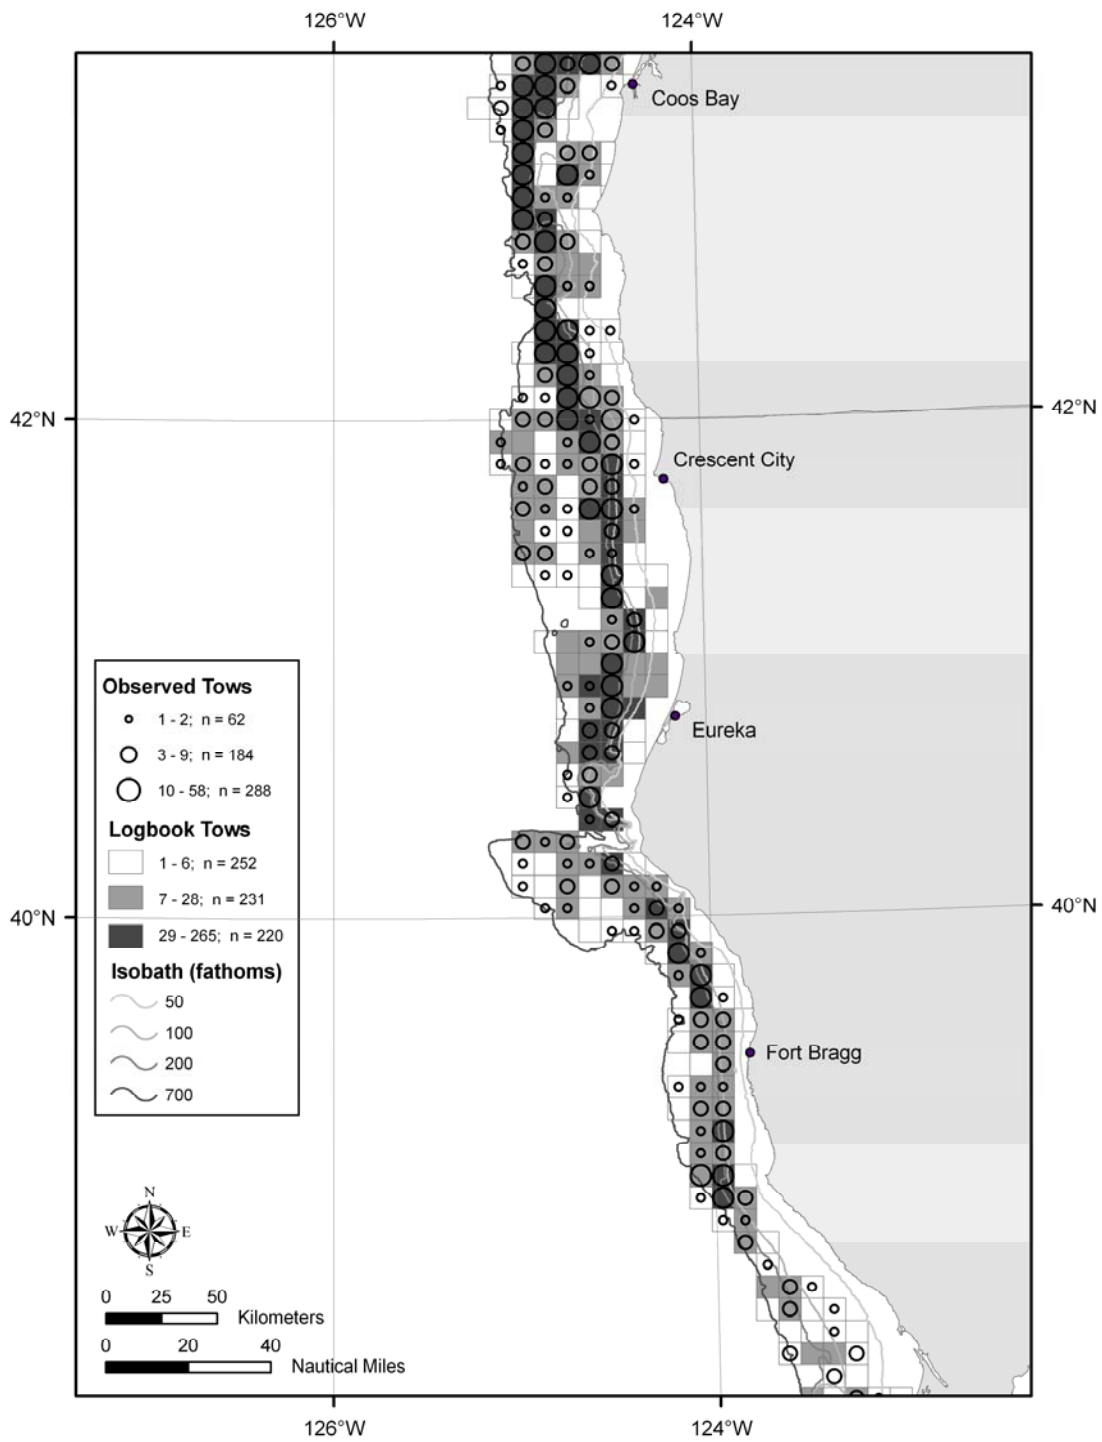 126°W 124°W
Coos Bay
42°N 42°N
Crescent City
Observed Tows
1 - 2; n = 62
3 - 9; n = 184
10 - 58; n = 288
Eureka
Logbook Tows
1 - 6; n = 252
7 - 28; n = 231
40°N 40°N
29 - 265; n = 220
Isobath (fathoms)
50
100
200
700
Fort Bragg
N
W E
S
0 25 50
Kilometers
0 20 40
Nautical Miles
126°W 124°W